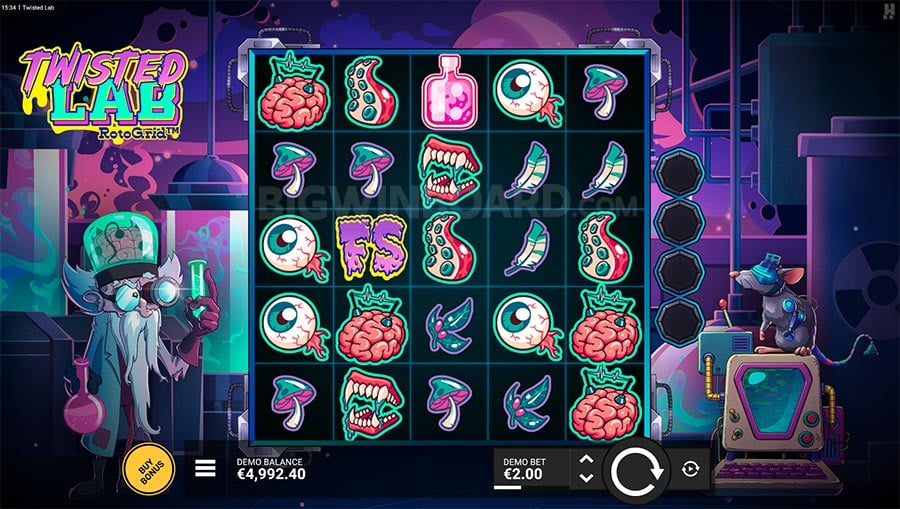 15:34 | Twisted Lab
TWISTED
LAB
RotoGrid™
BIGWINBOARD.COM
FS
BUY
BONUS
DEMO BALANCE
€4,992.40
DEMO BET
€2.00